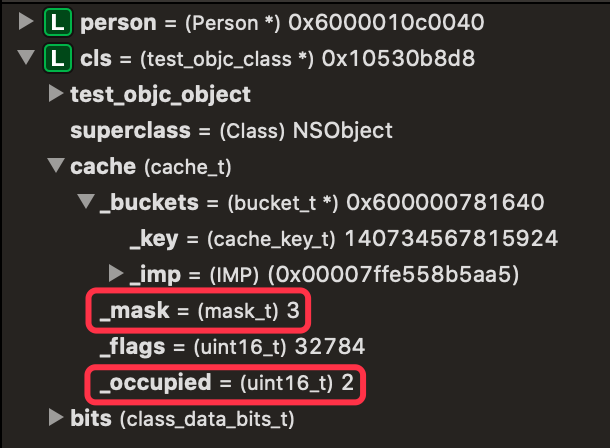 L person = (Person *) 0x6000010c0040
L cls = (test_objc_class *) 0x10530b8d8
test_objc_object
superclass = (Class) NSObject
cache (cache_t)
_buckets = (bucket_t *) 0x600000781640
_key = (cache_key_t) 140734567815924
_imp = (IMP) (0x00007ffe558b5aa5)
_mask = (mask_t) 3
_flags = (uint16_t) 32784
_occupied = (uint16_t) 2
bits (class_data_bits_t)